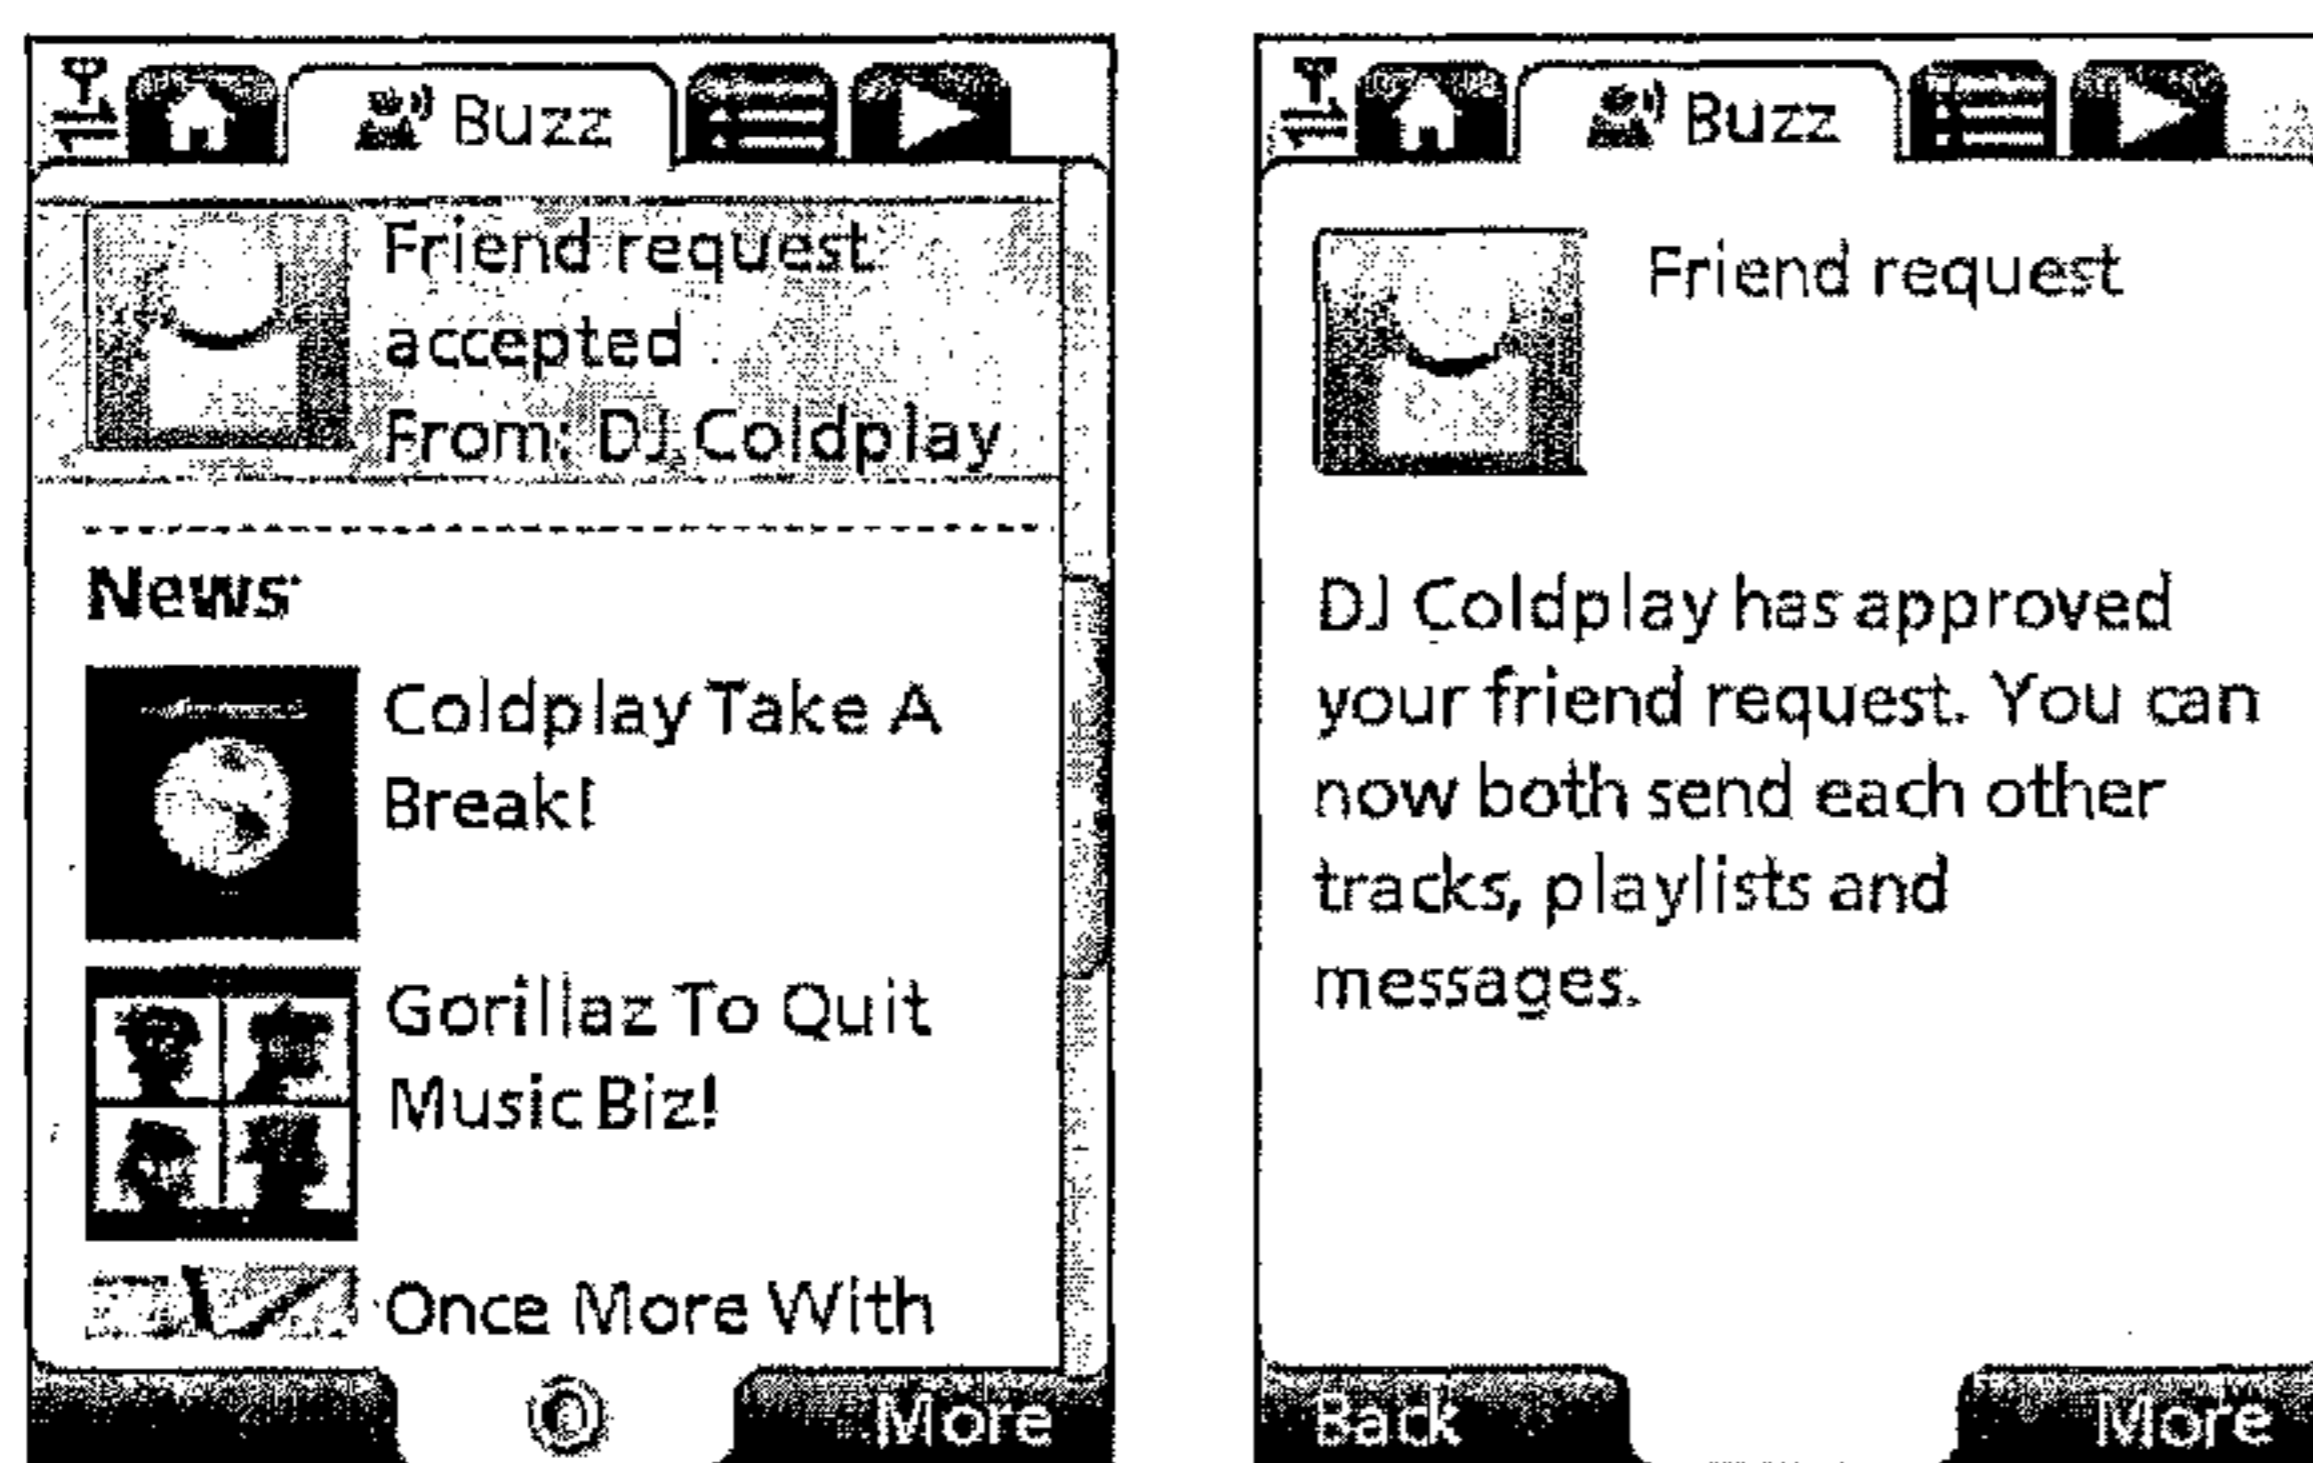 Buzz
Friend request
accepted
From: DJ Coldplay
News
Coldplay Take A
Break!
Gorillaz To Quit
Music Biz!
Once More With
More
Buzz
Friend request
DJ Coldplay has approved
your friend request. You can
now both send each other
tracks, playlists and
messages.
Back
More